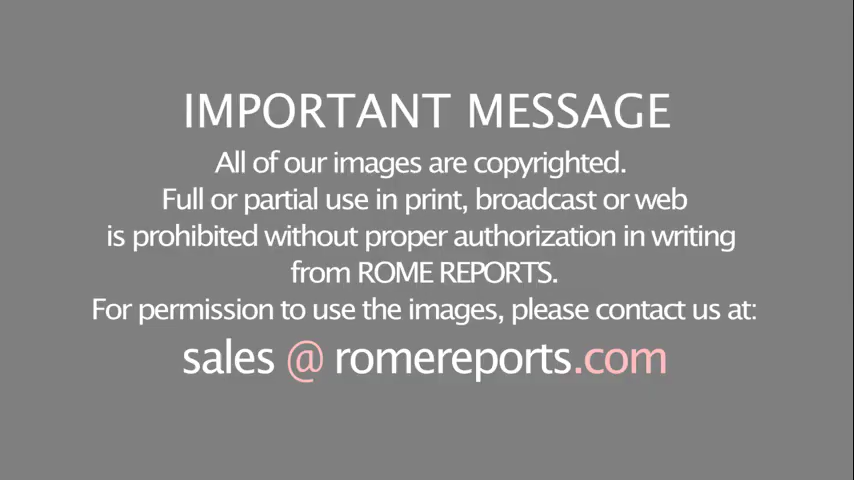 IMPORTANT MESSAGE
All of our images are copyrighted.
Full or partial use in print, broadcast or web
is prohibited without proper authorization in writing
from ROME REPORTS.
For permission to use the images, please contact us at:
sales @ romereports.com